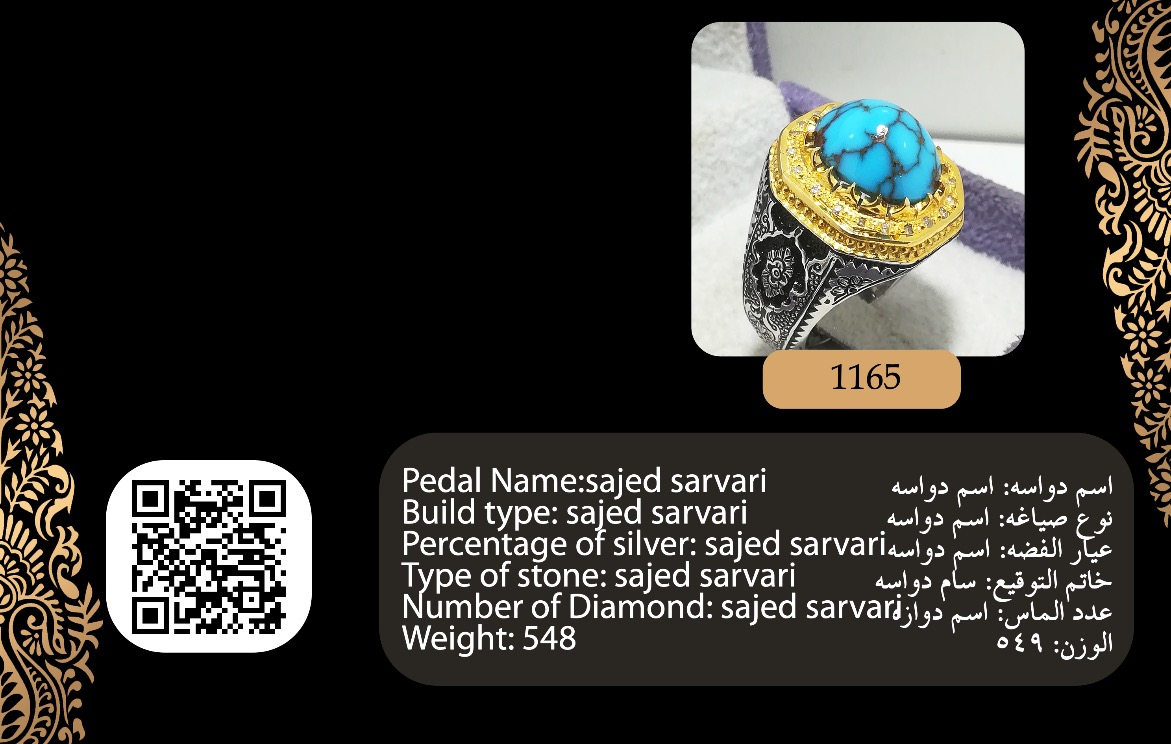 1165
Pedal Name:sajed sarvari
Build type: sajed sarvari
Percentage of silver: sajed sarvari
Type of stone: sajed sarvari
Number of Diamond: sajed sarvari
Weight: 548
اسم دواسه: اسم دواسه
نوع صياغه: اسم دواسه
عيار الفضه: اسم دواسه
خاتم التوقيع: سام دواسه
عدد الماس: اسم
الوزن: ٥٤٩